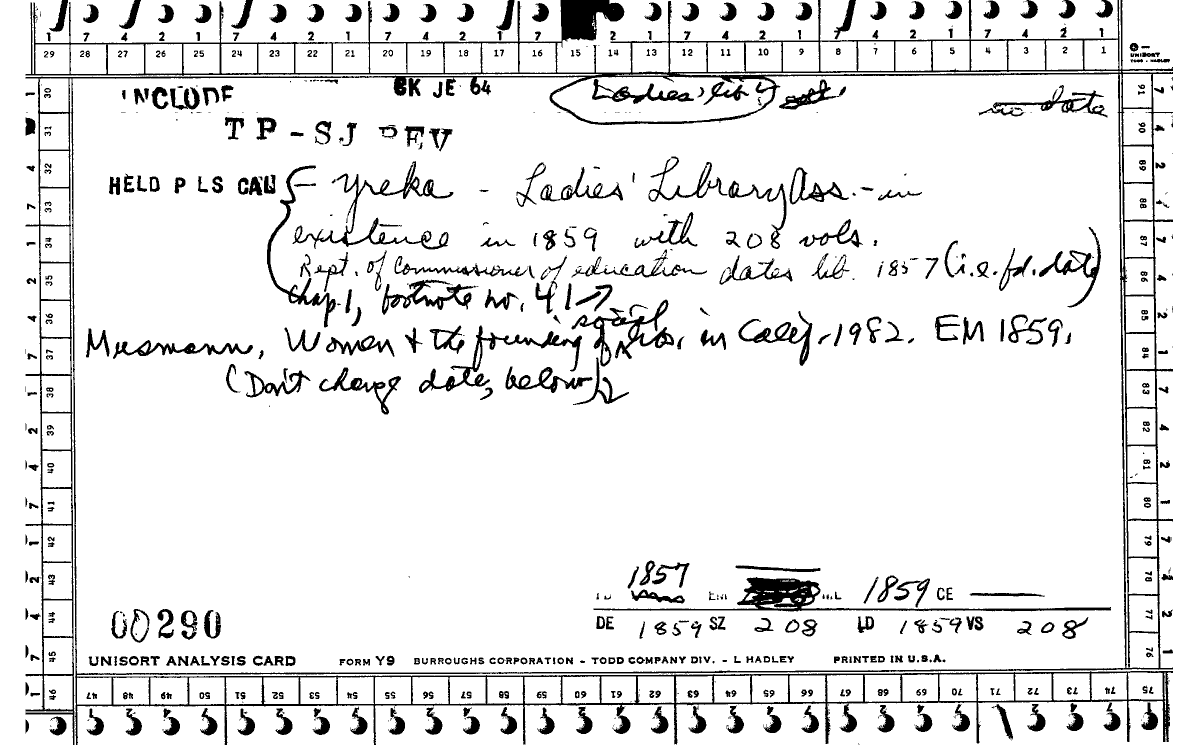 7 4 2 1 7 4 2 1 7 4 2 1 7 2 1 7 4 2 1 7 4 2 1 7 4 2 1
29 28 27 26 25 24 23 22 21 20 19 18 17 16 15 14 13 12 11 10 9 8 7 6 5 4 3 2 1
UNISORT
TODD - HADLEY
INCLUDE BK JE 64 Ladies' lib'y no date
TP-SJ REV
HELD P LS CAU - Yreka - Ladies' Library Ass. - in
existence in 1859 with 208 vols.
Rept. of Commissioner of education dates lib. 1857 (i.e. fd. date)
Chap 1, footnote no. 41
social
Musmann, Women & the founding of libs. in Calif. 1982. EM 1859.
(Don't change date, below)
1857
1859 CE
DE 1859 SZ 208 LD 1859 VS 208
00290
UNISORT ANALYSIS CARD FORM Y9 BURROUGHS CORPORATION - TODD COMPANY DIV. - L HADLEY PRINTED IN U.S.A.
30 31 32 33 34 35 36 37 38 39 40 41 42 43 44 45 46
91 90 89 88 87 86 85 84 83 82 81 80 79 78 77 76
47 48 49 50 51 52 53 54 55 56 57 58 59 60 61 62 63 64 65 66 67 68 69 70 71 72 73 74 75